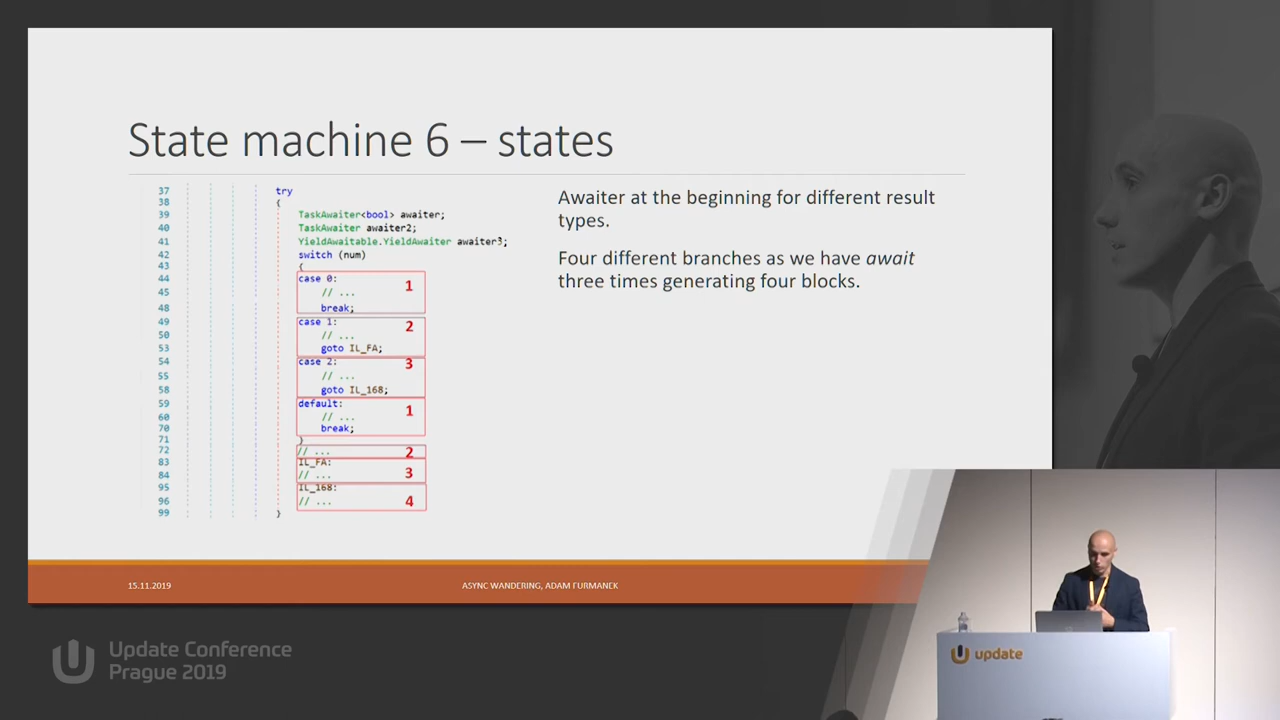 State machine 6 – states
37 try
38 {
39 TaskAwaiter<bool> awaiter;
40 TaskAwaiter awaiter2;
41 YieldAwaitable.YieldAwaiter awaiter3;
42 switch (num)
43 {
44 case 0: 1
45 // ...
48 break;
49 case 1: 2
50 // ...
53 goto IL_FA;
54 case 2: 3
55 // ...
58 goto IL_168;
59 default: 1
60 // ...
70 break;
71 }
72 // ... 2
83 IL_FA:
84 // ... 3
95 IL_168:
96 // ... 4
99 }
Awaiter at the beginning for different result
types.
Four different branches as we have await
three times generating four blocks.
15.11.2019
ASYNC WANDERING, ADAM FURMANEK
Update Conference
Prague 2019
update